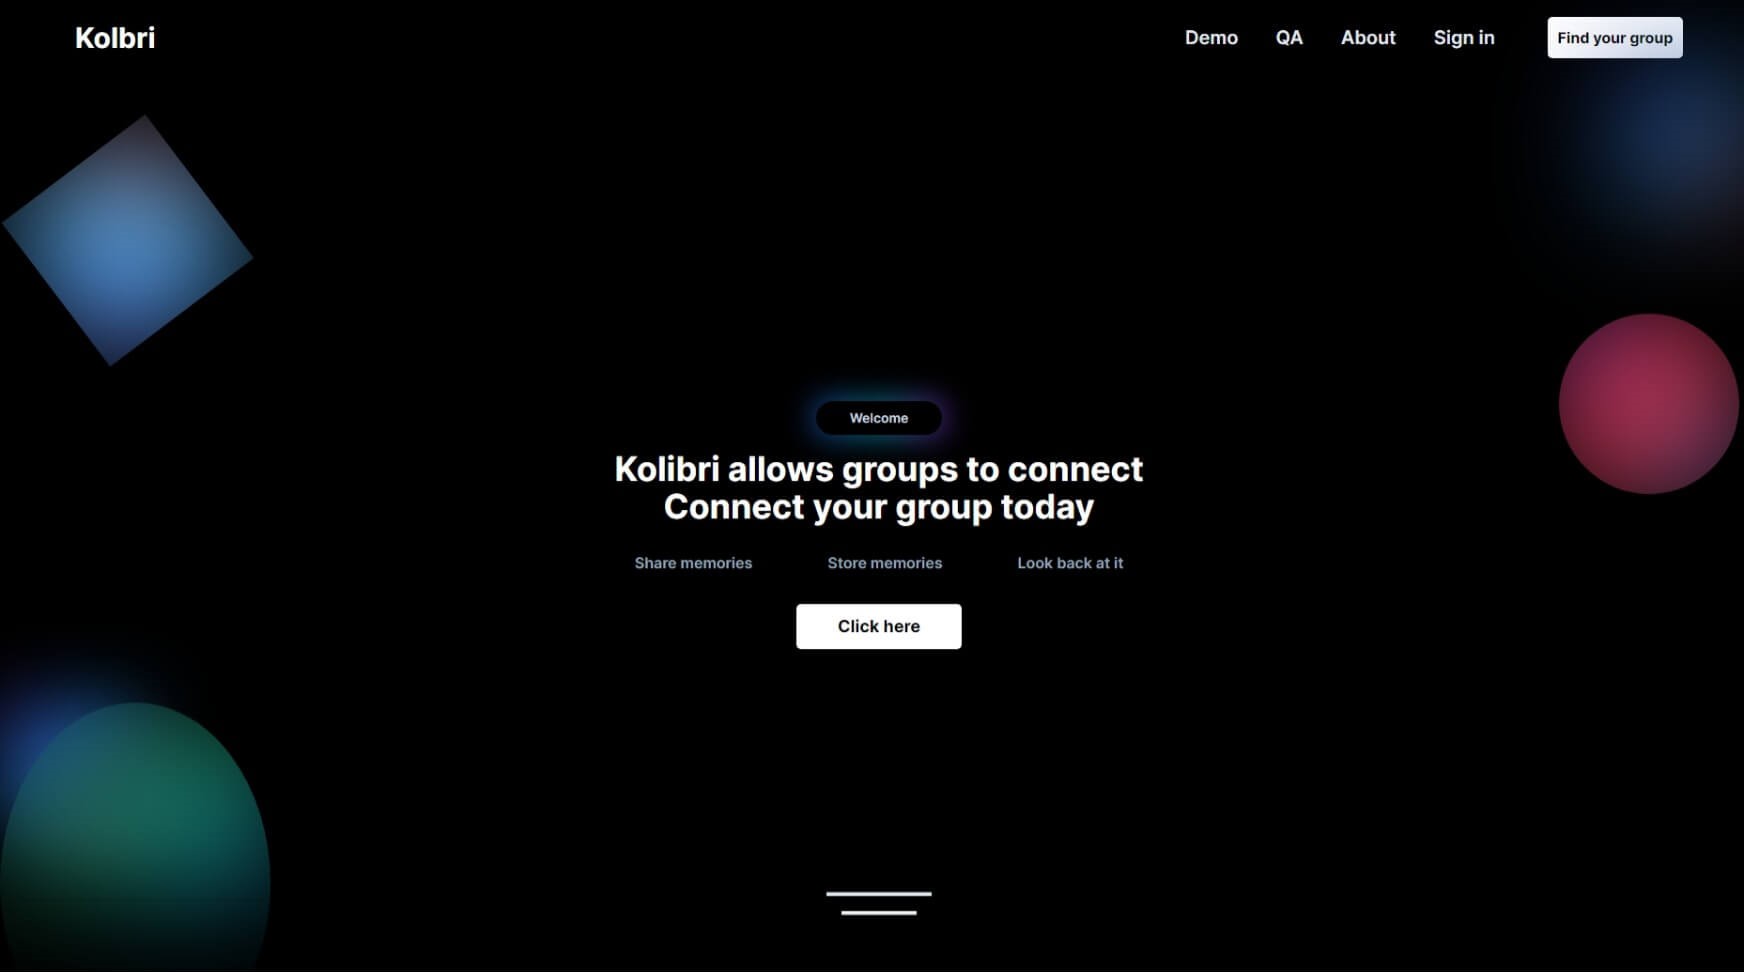 Kolbri
Demo QA About Sign in Find your group
Welcome
Kolibri allows groups to connect
Connect your group today
Share memories Store memories Look back at it
Click here